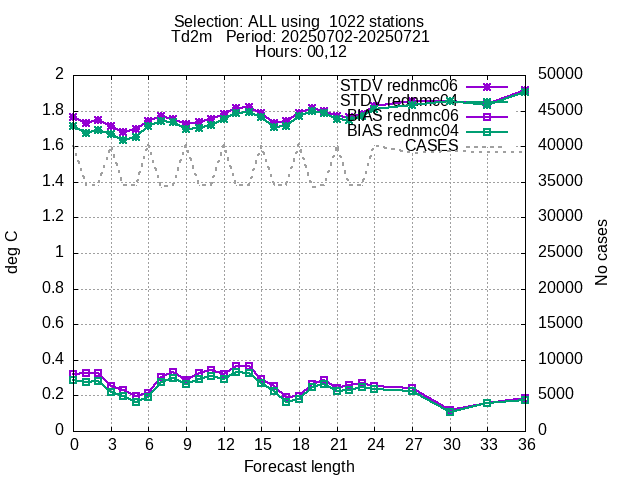 Selection: ALL using  1022 stations
Td2m   Period: 20250702-20250721
Hours: 00,12
2
1.8
1.6
1.4
1.2
1
0.8
0.6
0.4
0.2
0
deg C
50000
45000
40000
35000
30000
25000
20000
15000
10000
5000
0
No cases
STDV rednmc06
STDV rednmc04
BIAS rednmc06
BIAS rednmc04
CASES
0 3 6 9 12 15 18 21 24 27 30 33 36
Forecast length